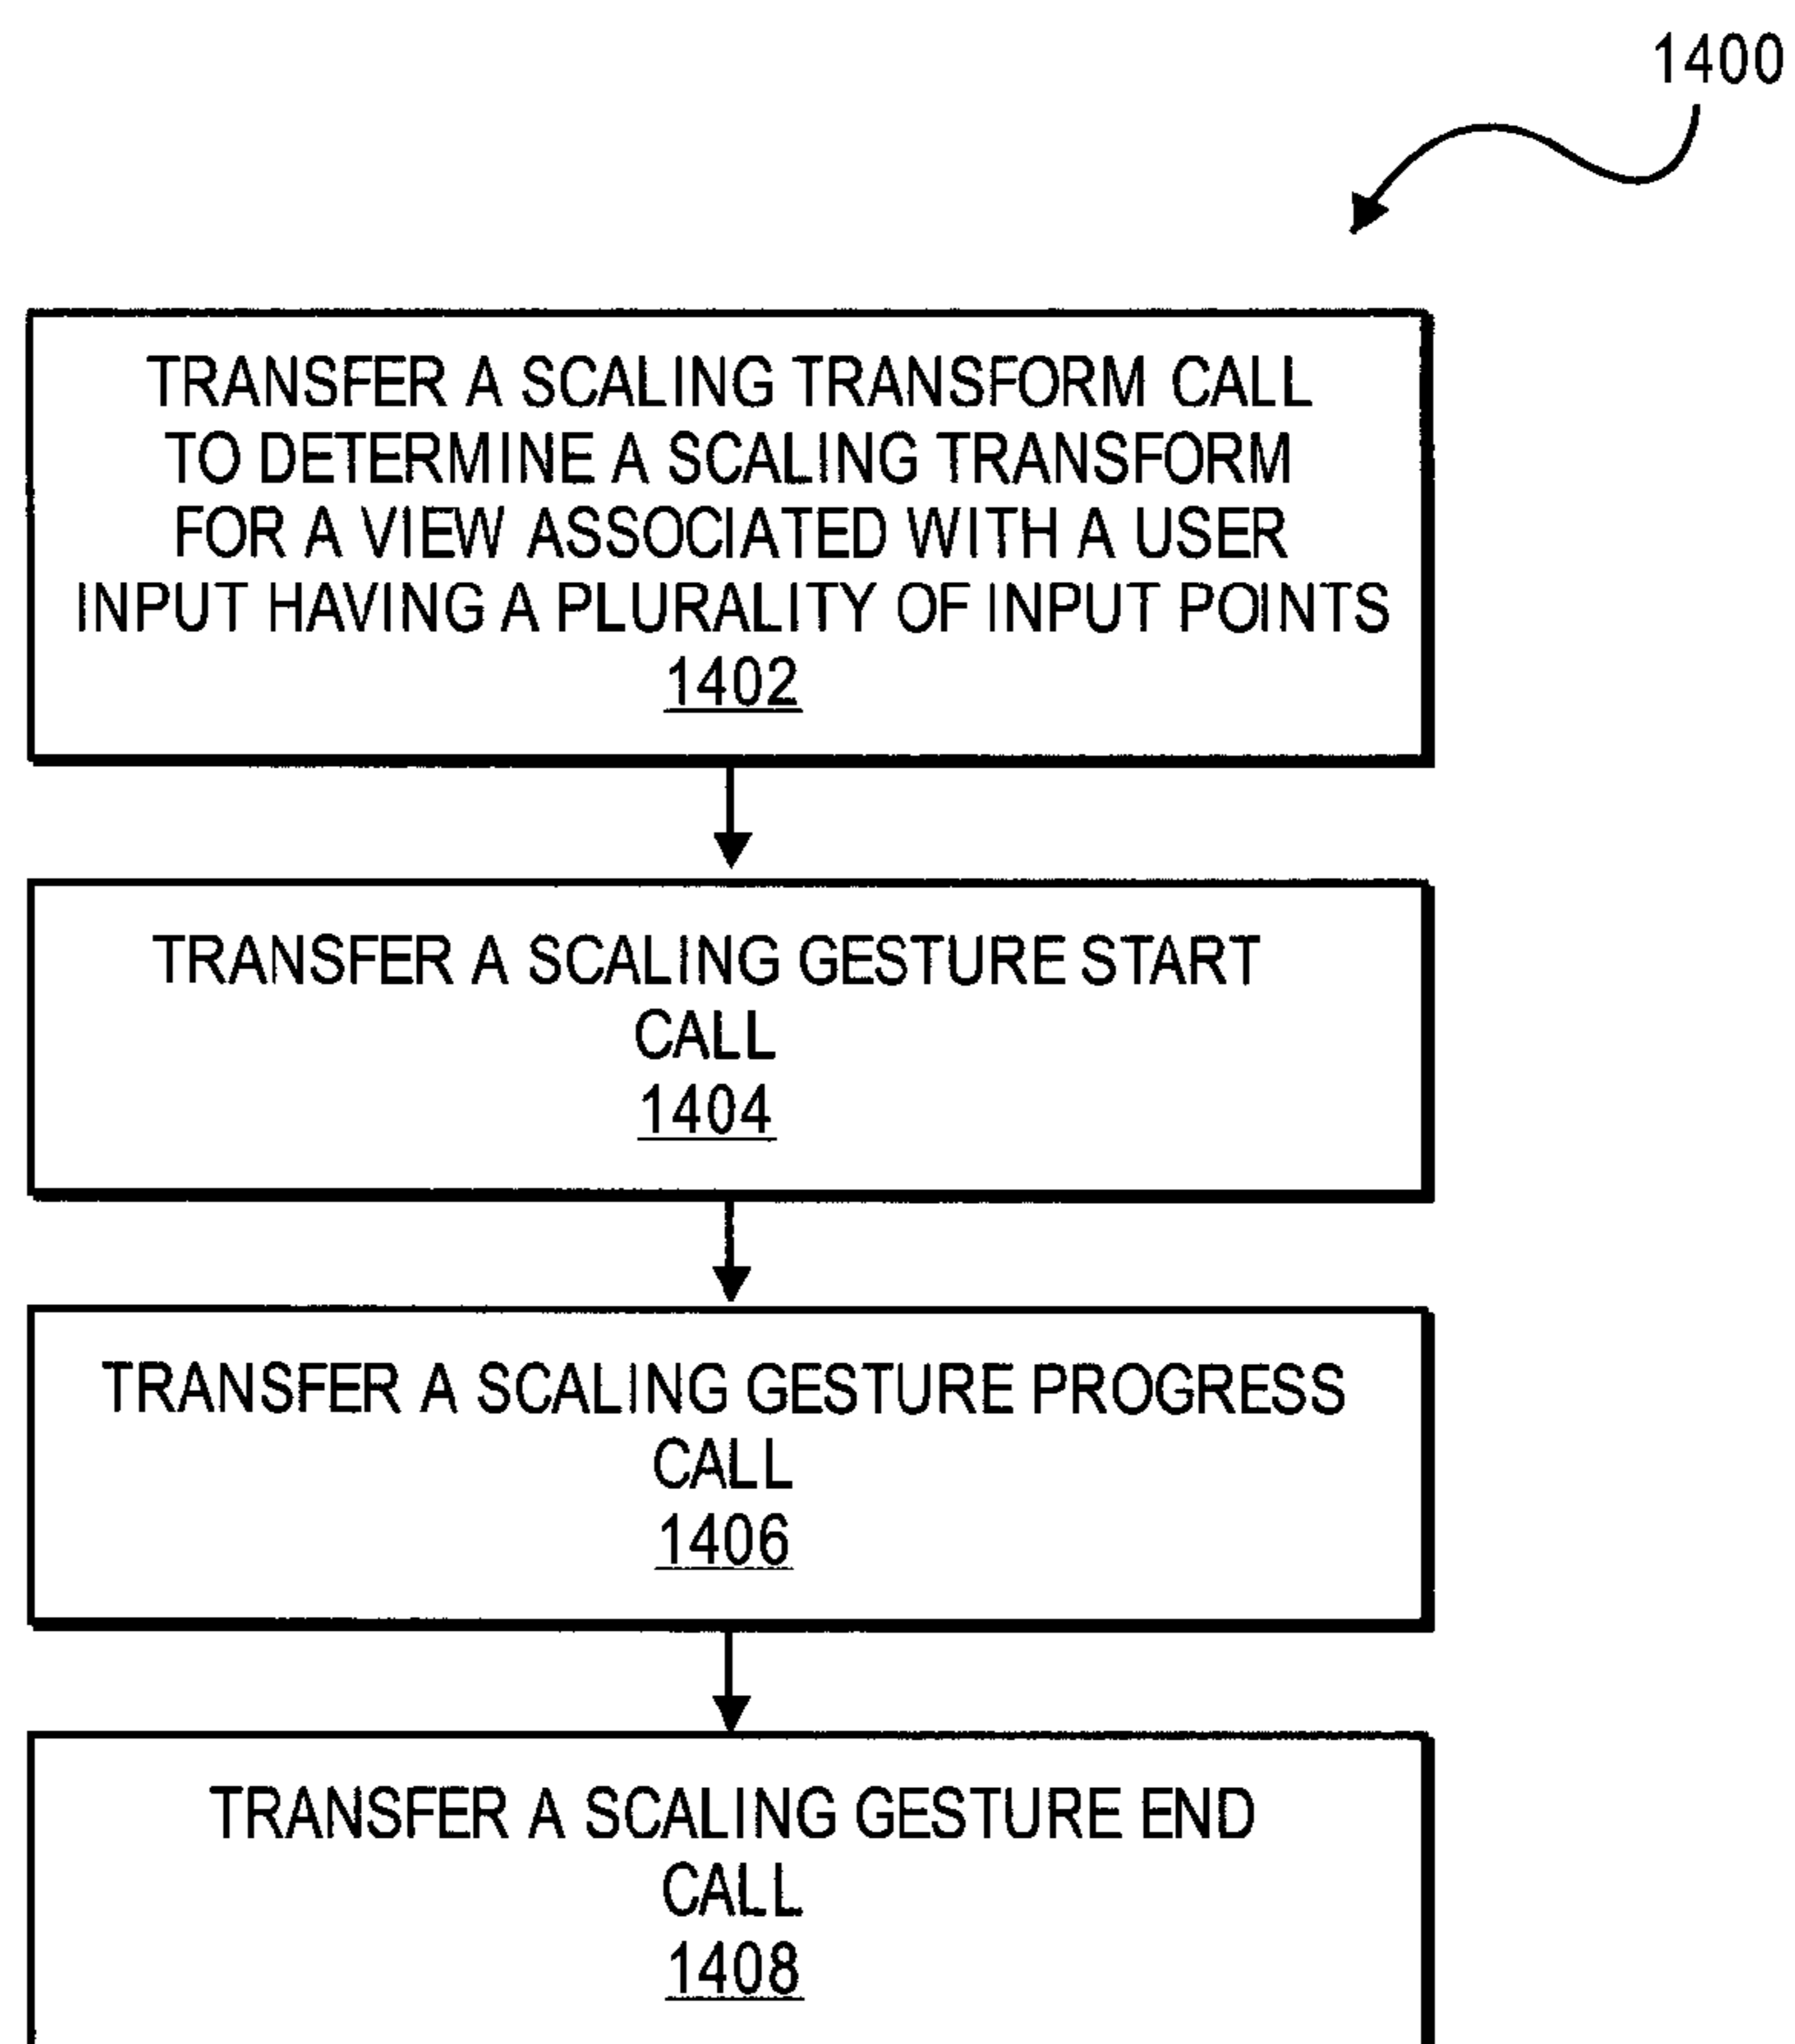 1400
TRANSFER A SCALING TRANSFORM CALL
TO DETERMINE A SCALING TRANSFORM
FOR A VIEW ASSOCIATED WITH A USER
INPUT HAVING A PLURALITY OF INPUT POINTS
1402
TRANSFER A SCALING GESTURE START
CALL
1404
TRANSFER A SCALING GESTURE PROGRESS
CALL
1406
TRANSFER A SCALING GESTURE END
CALL
1408